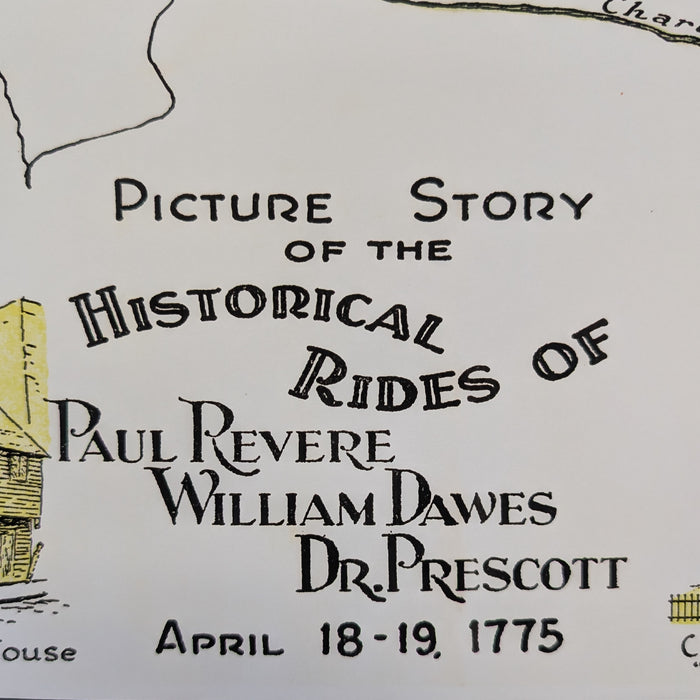 PICTURE STORY
OF THE
HISTORICAL
RIDES OF
PAUL REVERE
WILLIAM DAWES
DR. PRESCOTT
APRIL 18-19, 1775